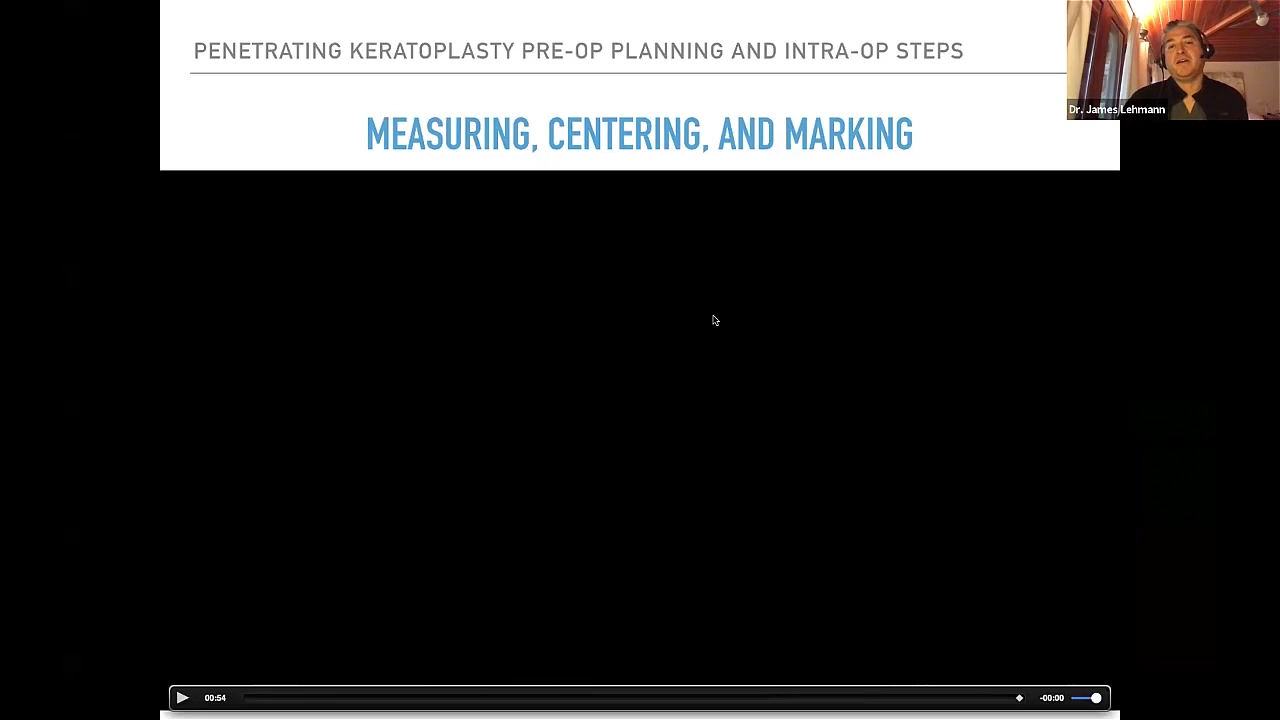 PENETRATING KERATOPLASTY PRE-OP PLANNING AND INTRA-OP STEPS
Dr. James Lehmann
MEASURING, CENTERING, AND MARKING
00:54
-00:00